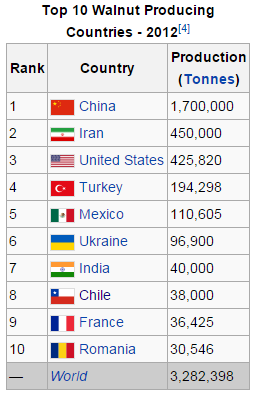 Top 10 Walnut Producing
Countries - 2012[4]
Rank Country Production
(Tonnes)
1 China 1,700,000
2 Iran 450,000
3 United States 425,820
4 Turkey 194,298
5 Mexico 110,605
6 Ukraine 96,900
7 India 40,000
8 Chile 38,000
9 France 36,425
10 Romania 30,546
— World 3,282,398